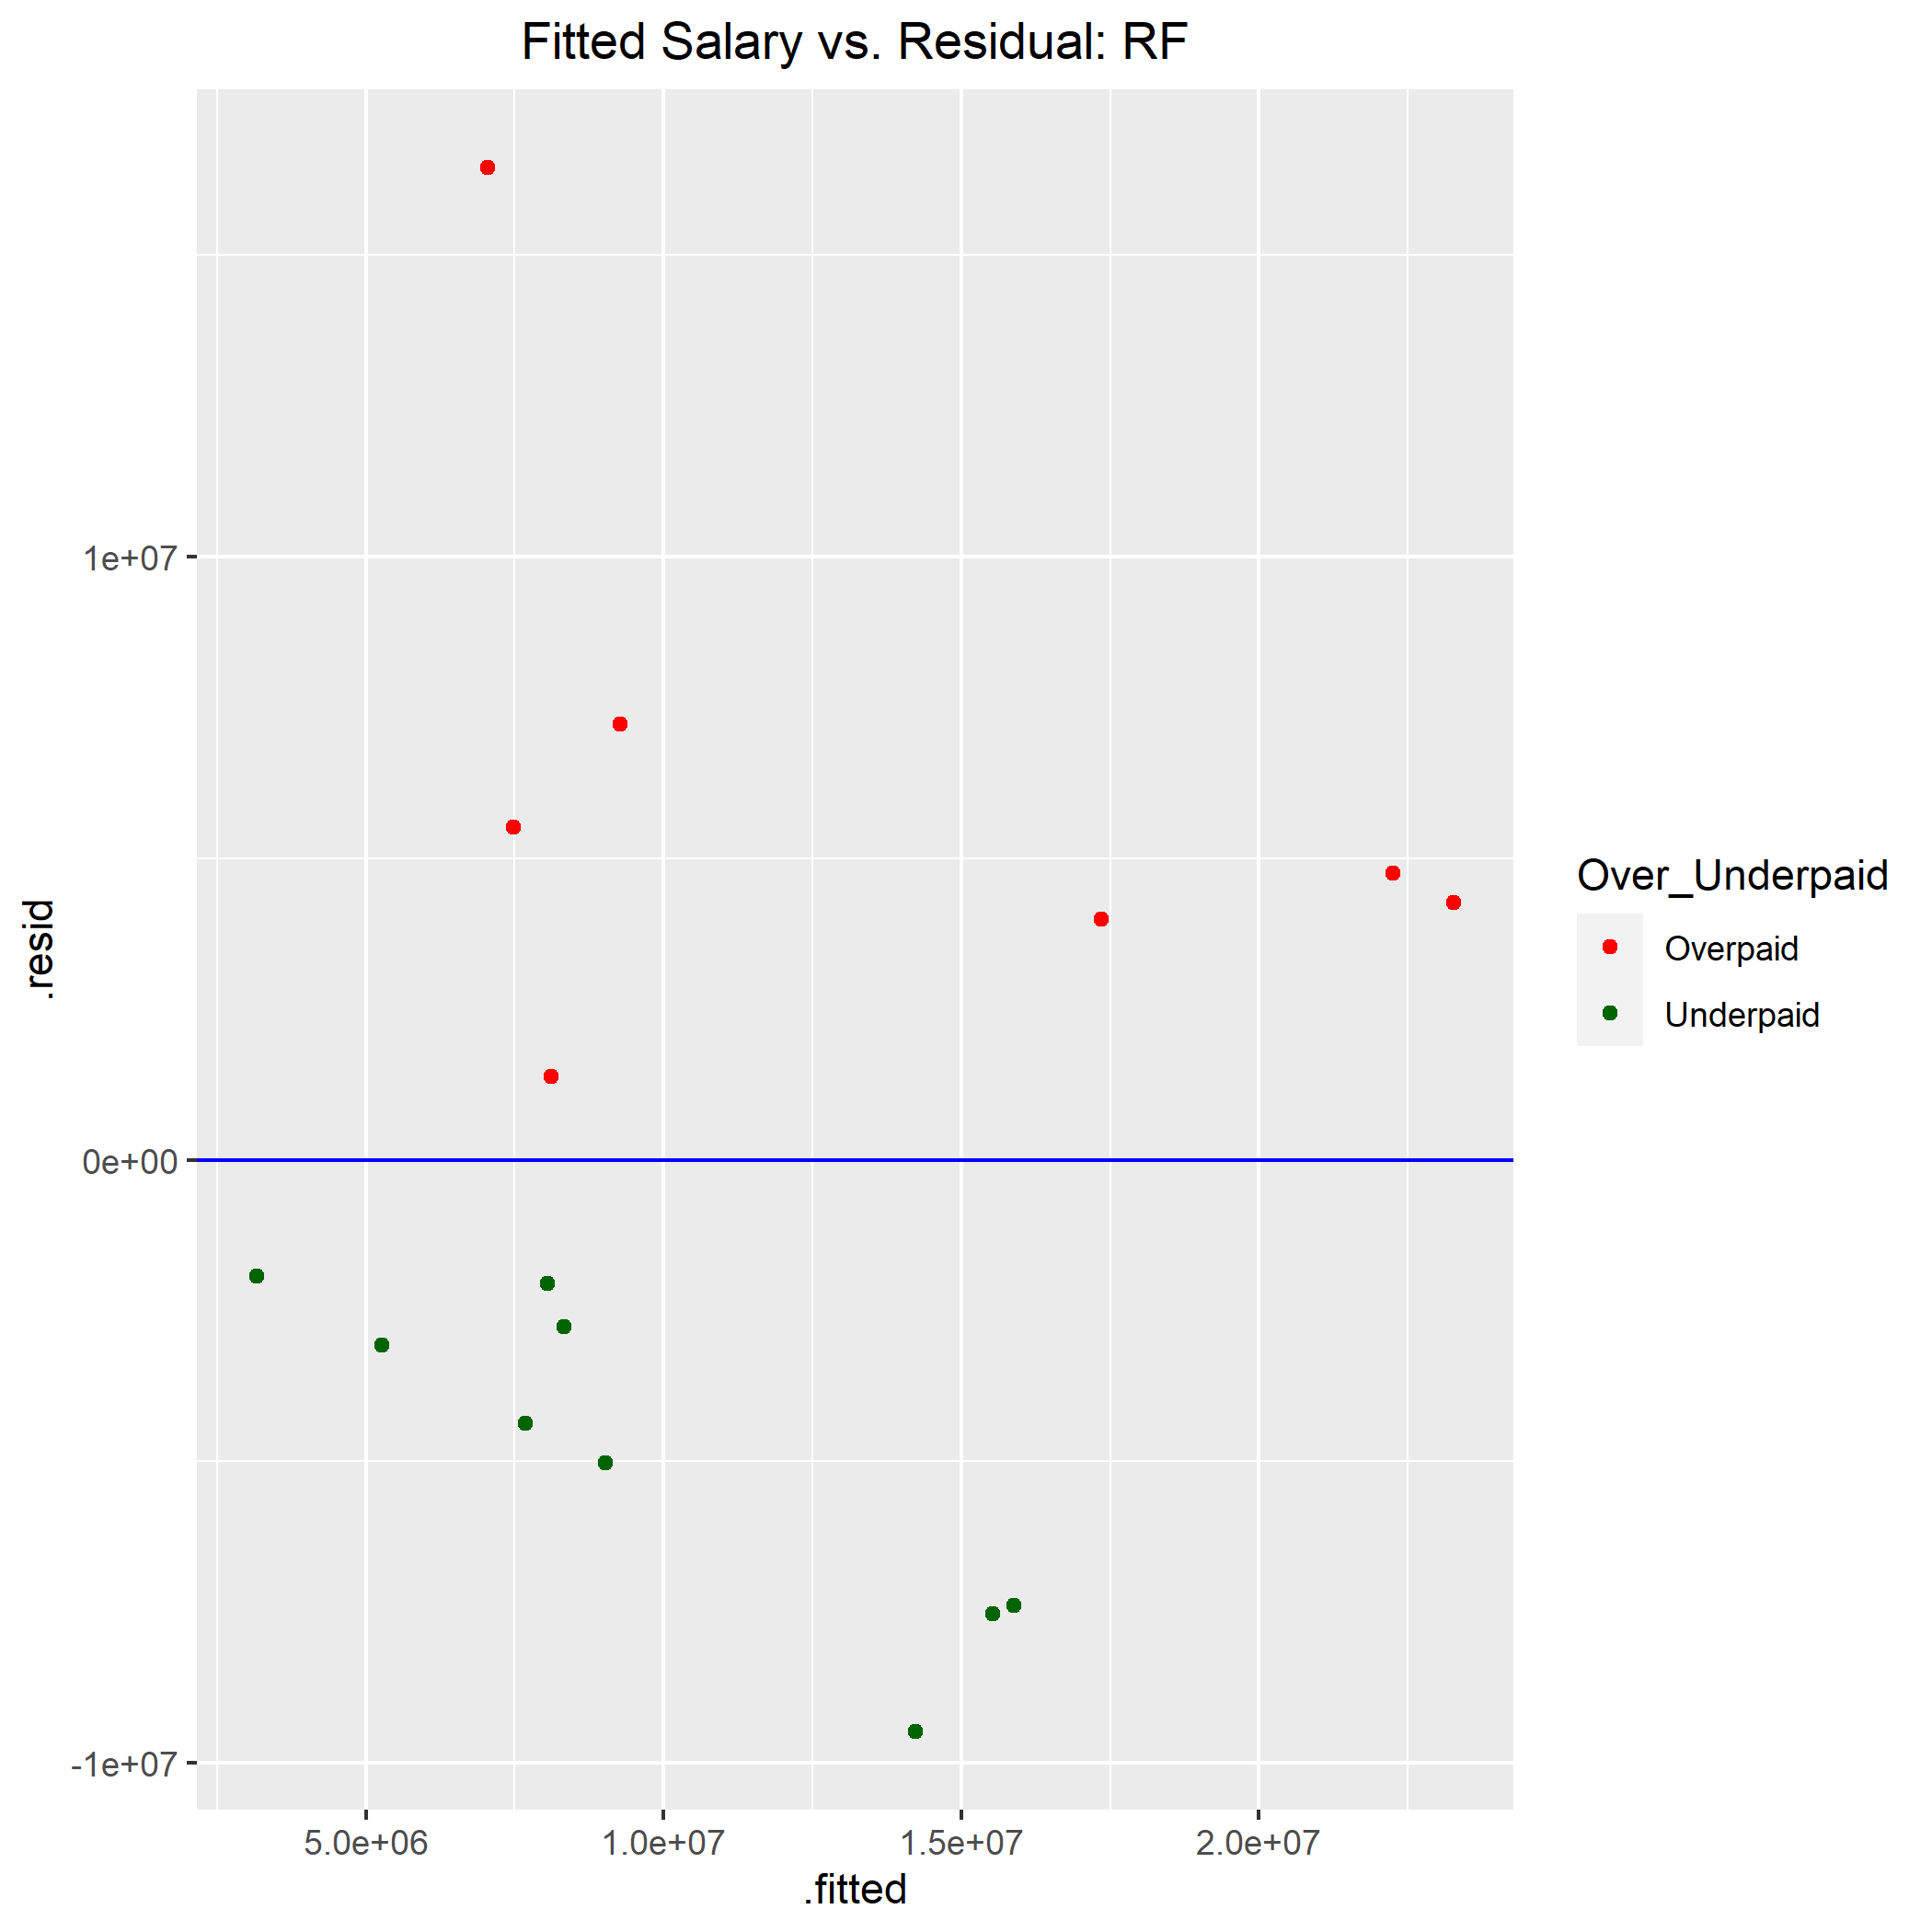 Fitted Salary vs. Residual: RF
1e+07
0e+00
-1e+07
.resid
5.0e+06 1.0e+07 1.5e+07 2.0e+07
.fitted
Over_Underpaid
Overpaid
Underpaid